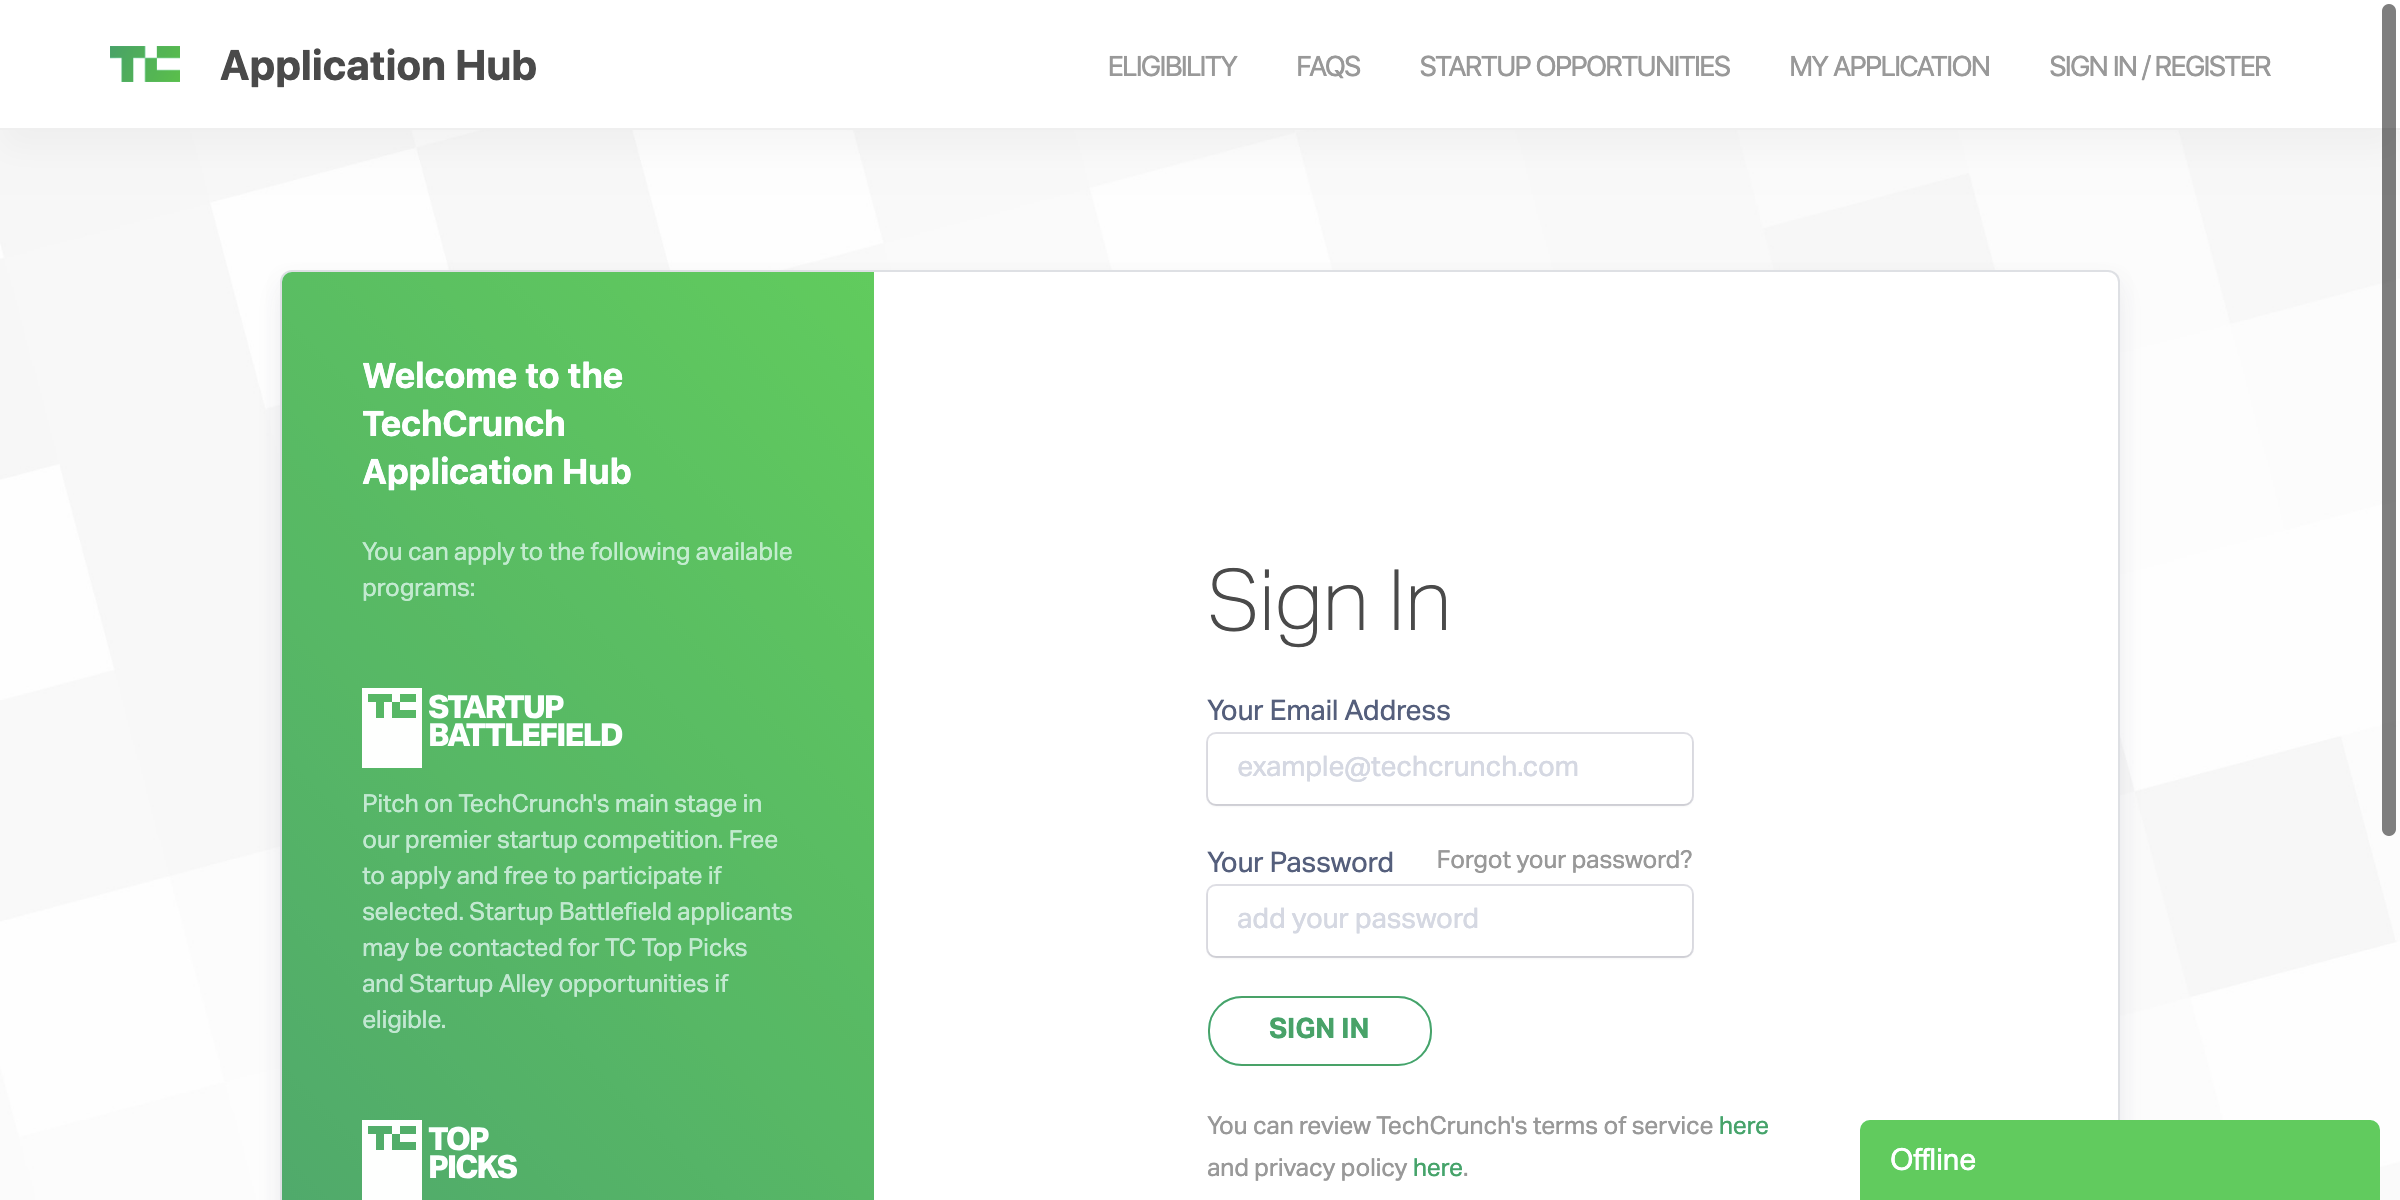 TC Application Hub
ELIGIBILITY FAQS STARTUP OPPORTUNITIES MY APPLICATION SIGN IN / REGISTER
Welcome to the
TechCrunch
Application Hub
You can apply to the following available
programs:
TC STARTUP
BATTLEFIELD
Pitch on TechCrunch's main stage in
our premier startup competition. Free
to apply and free to participate if
selected. Startup Battlefield applicants
may be contacted for TC Top Picks
and Startup Alley opportunities if
eligible.
TC TOP
PICKS
Sign In
Your Email Address
example@techcrunch.com
Your Password Forgot your password?
add your password
SIGN IN
You can review TechCrunch's terms of service here
and privacy policy here.
Offline